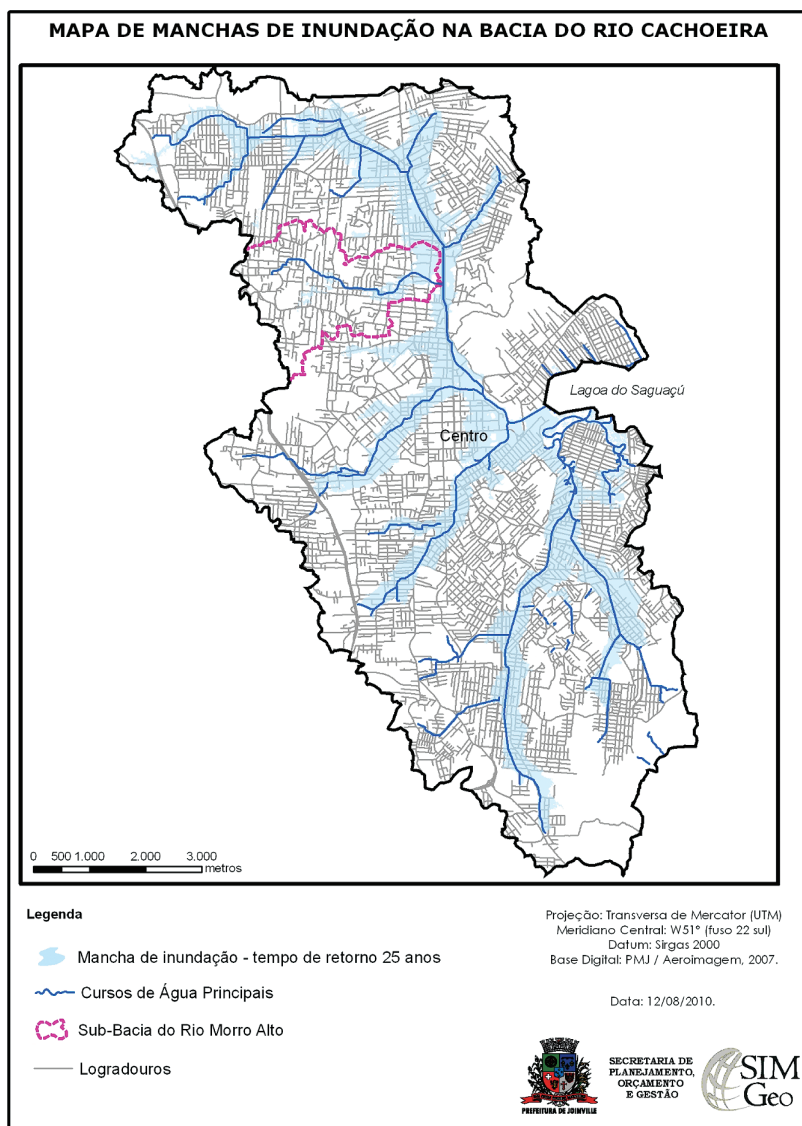 MAPA DE MANCHAS DE INUNDAÇÃO NA BACIA DO RIO CACHOEIRA
Lagoa do Saguaçú
Centro
0 500 1.000 2.000 3.000
metros
Legenda
Mancha de inundação - tempo de retorno 25 anos
Cursos de Água Principais
Sub-Bacia do Rio Morro Alto
Logradouros
Projeção: Transversa de Mercator (UTM)
Meridiano Central: W51° (fuso 22 sul)
Datum: Sirgas 2000
Base Digital: PMJ / Aeroimagem, 2007.
Data: 12/08/2010.
PREFEITURA DE JOINVILLE
SECRETARIA DE
PLANEJAMENTO,
ORÇAMENTO
E GESTÃO
SIM
Geo